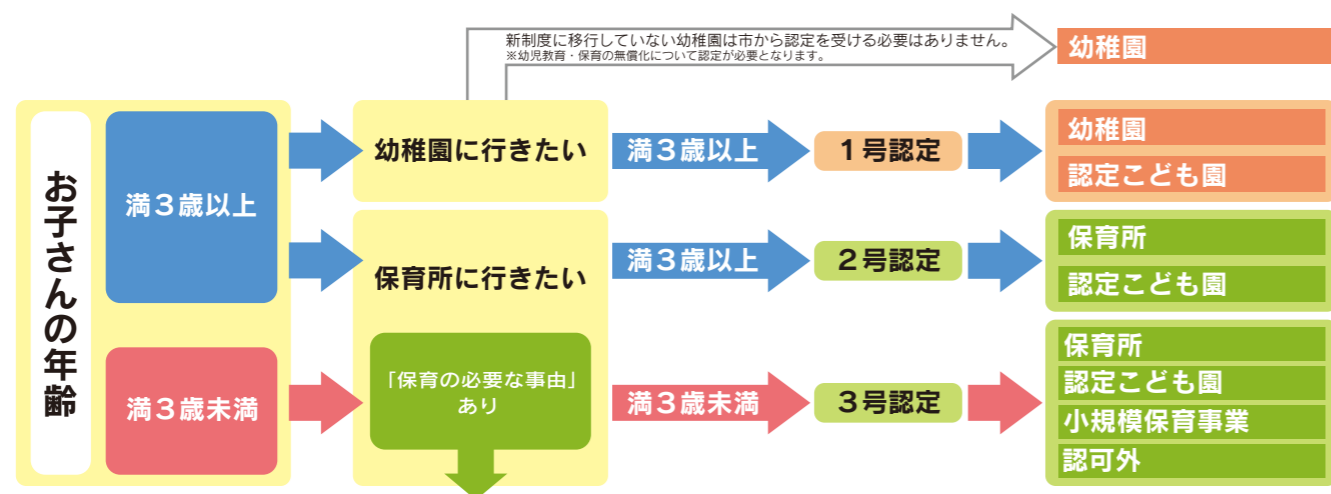 新制度に移行していない幼稚園は市から認定を受ける必要はありません。
※幼児教育・保育の無償化について認定が必要となります。
幼稚園
お子さんの年齢
満３歳以上
幼稚園に行きたい
満３歳以上
１号認定
幼稚園
認定こども園
保育所に行きたい
満３歳以上
２号認定
保育所
認定こども園
満３歳未満
「保育の必要な事由」
あり
満３歳未満
３号認定
保育所
認定こども園
小規模保育事業
認可外